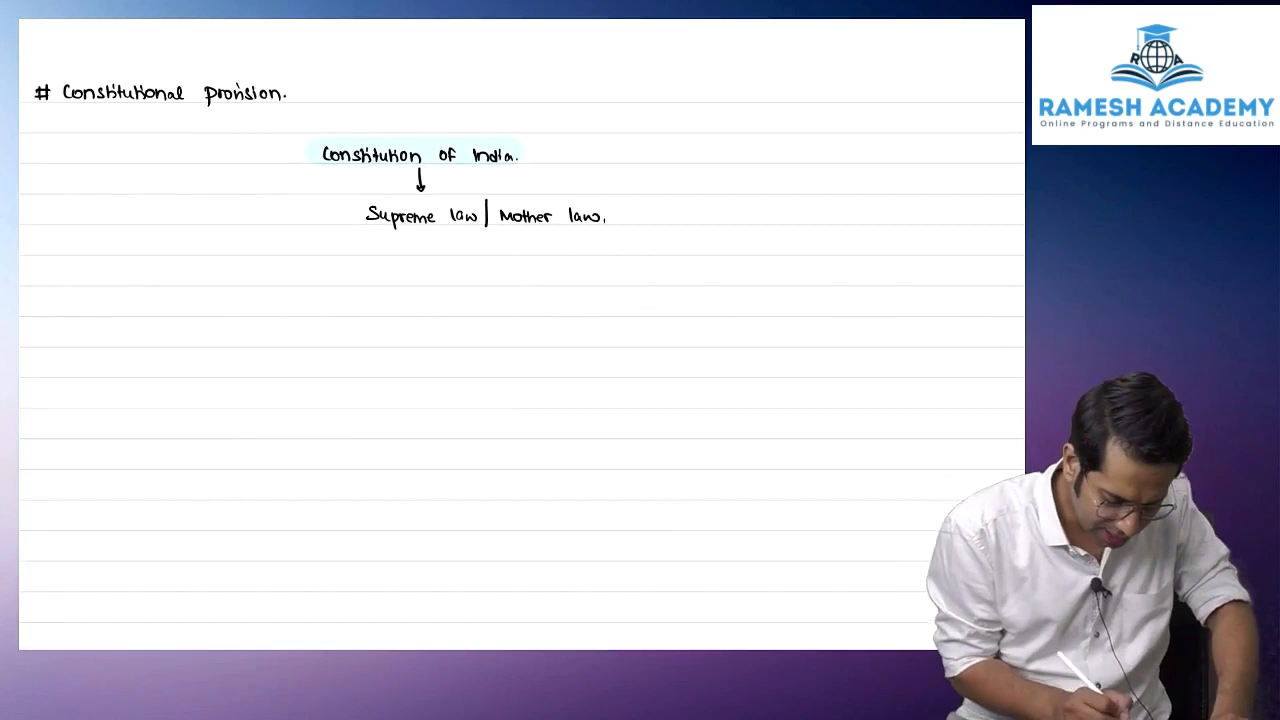 # Constitutional provision.
Constitution of India.
Supreme law | Mother law.
R A
RAMESH ACADEMY
Online Programs and Distance Education